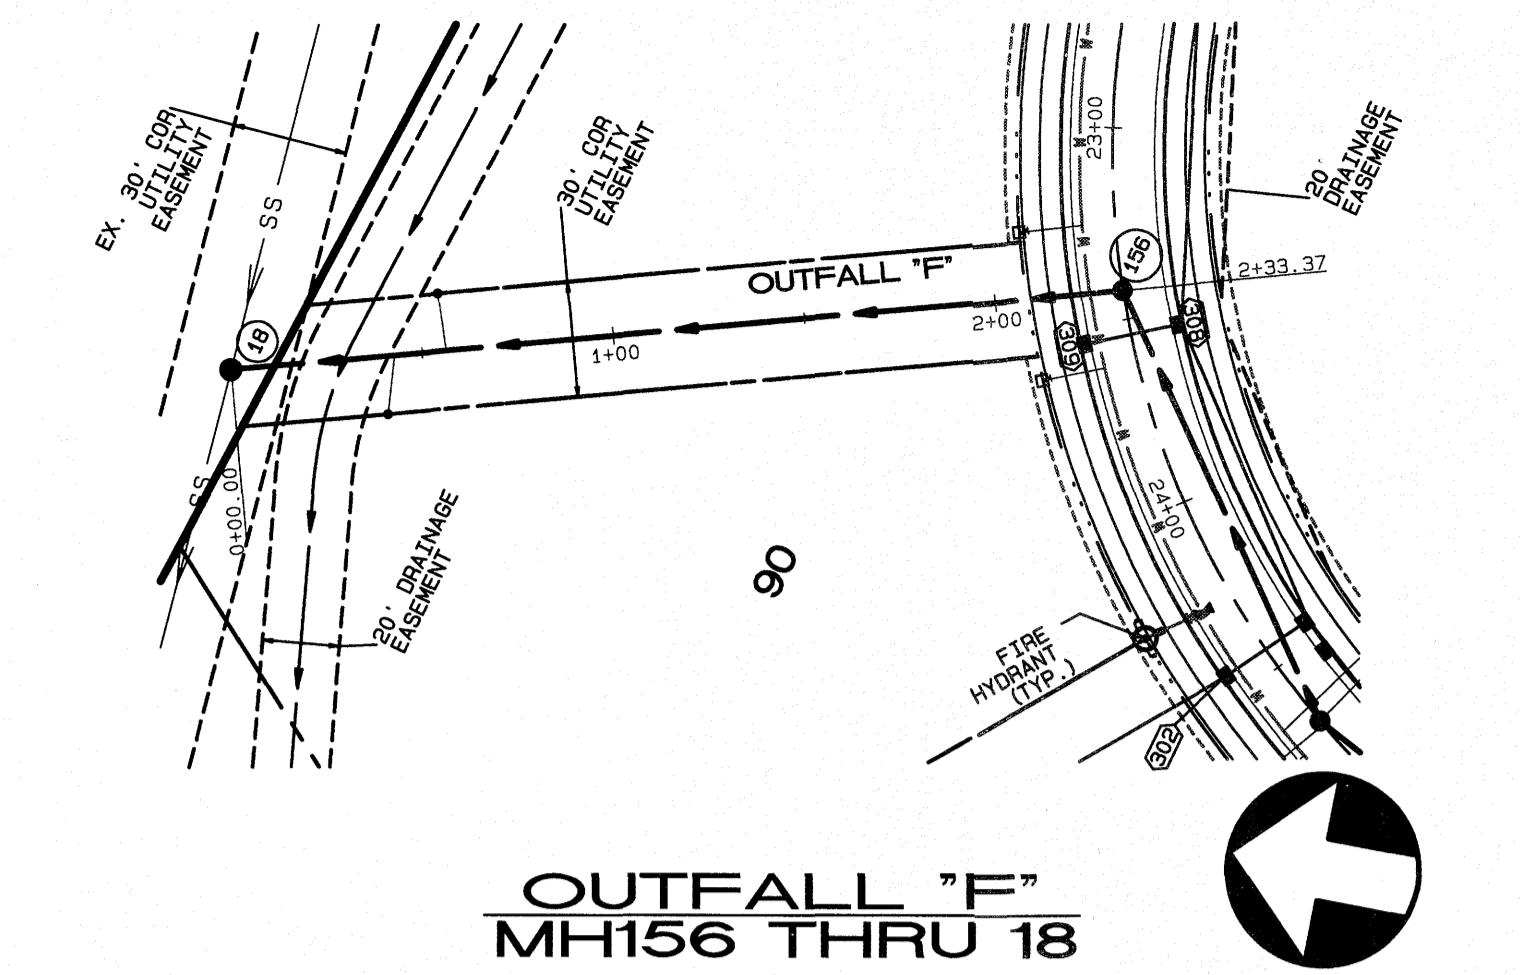 EX. 30' COR
UTILITY
EASEMENT
SS
18
SS
0+00.00
30' COR
UTILITY
EASEMENT
OUTFALL "F"
1+00
2+00
20' DRAINAGE
EASEMENT
90
W
W
23+00
W
156
2+33.37
20'
DRAINAGE
EASEMENT
309
308
W
W
24+00
W
W
FIRE
HYDRANT
(TYP.)
302
OUTFALL "F"
MH156 THRU 18